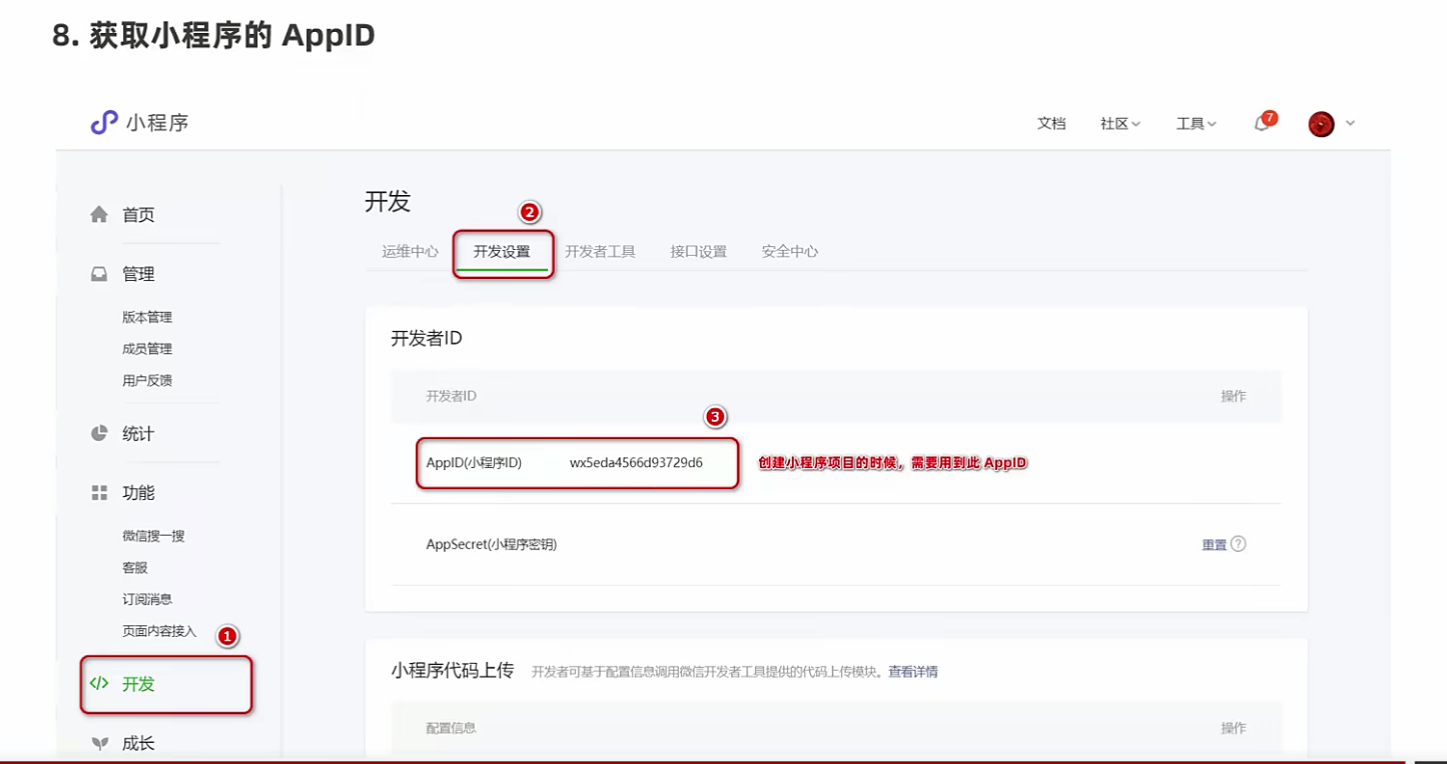 8. 获取小程序的 AppID
小程序
文档 社区 工具 7
首页
管理
版本管理
成员管理
用户反馈
统计
功能
微信搜一搜
客服
订阅消息
页面内容接入
1
开发
成长
开发
2
运维中心 开发设置 开发者工具 接口设置 安全中心
开发者ID
开发者ID 操作
3
AppID(小程序ID) wx5eda4566d93729d6 创建小程序项目的时候，需要用到此 AppID
AppSecret(小程序密钥) 重置 ?
小程序代码上传 开发者可基于配置信息调用微信开发者工具提供的代码上传模块。查看详情
配置信息 操作